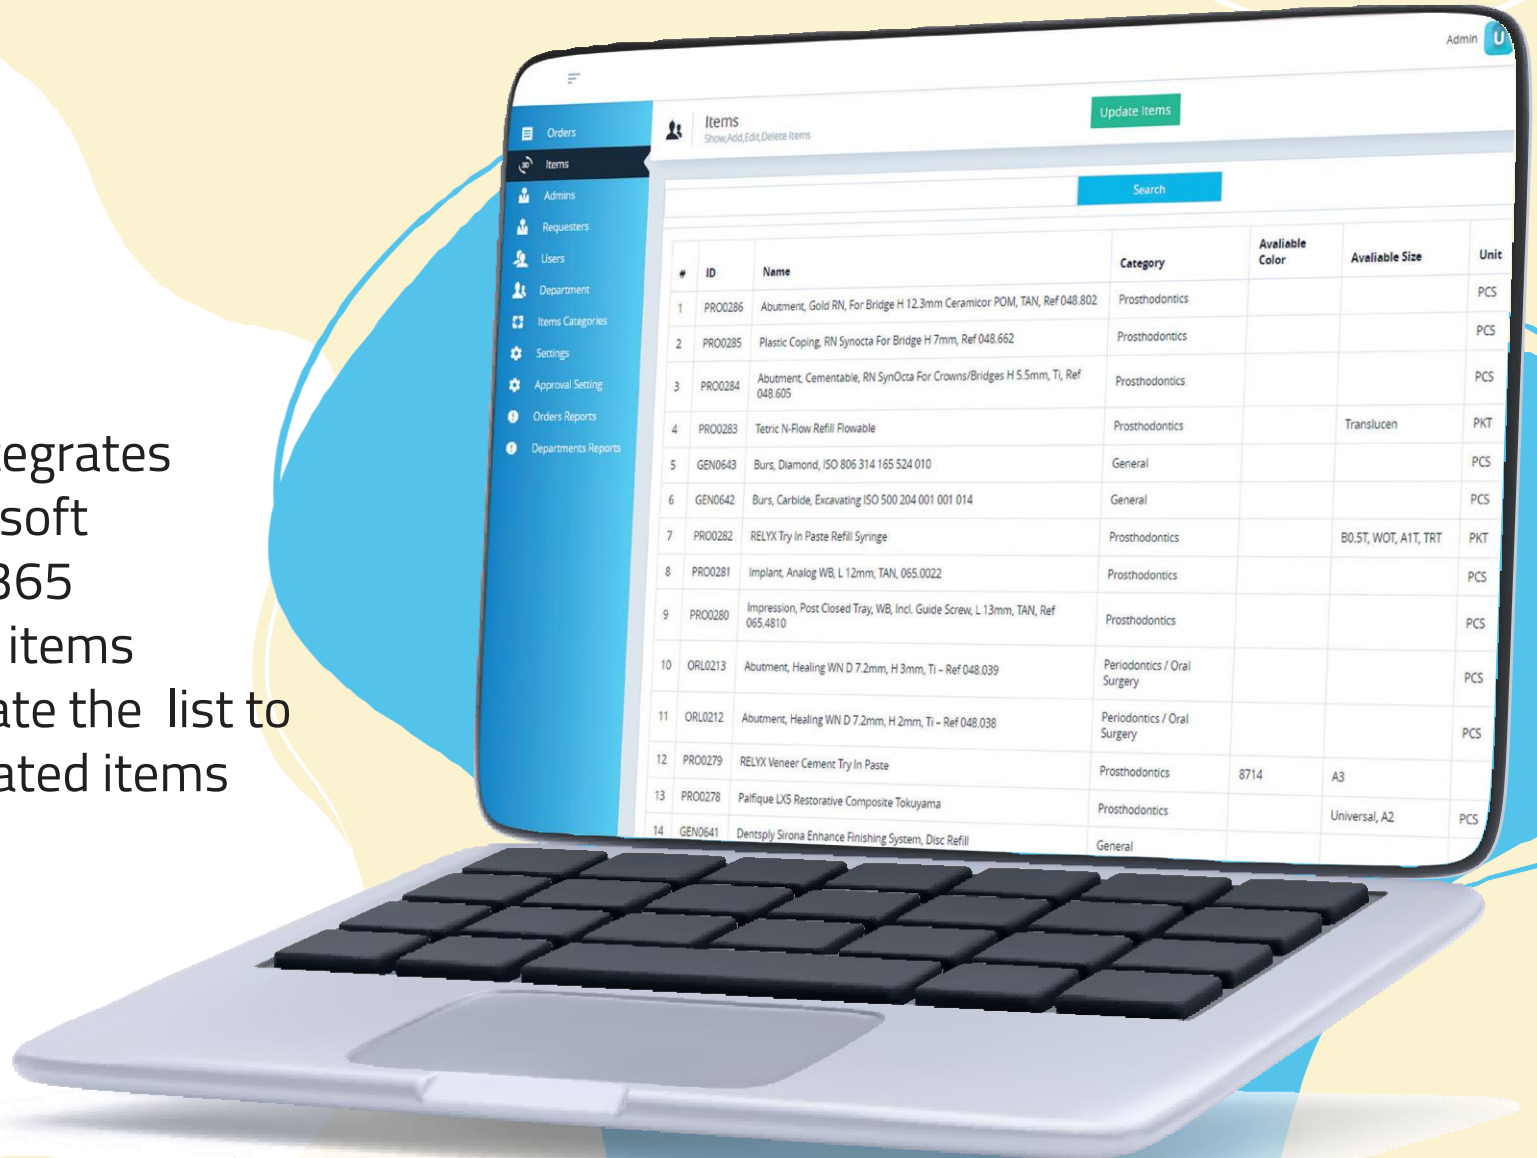 tegrates
soft
365
items
ate the list to
ated items
Admin U
Orders
Items
Admins
Requesters
Users
Department
Items Categories
Settings
Approval Setting
Orders Reports
Departments Reports
Items
Show,Add,Edit,Delete Items
Update Items
Search
# ID Name Category Avaliable Color Avaliable Size Unit
1 PRO0286 Abutment, Gold RN, For Bridge H 12.3mm Ceramicor POM, TAN, Ref 048.802 Prosthodontics PCS
2 PRO0285 Plastic Coping, RN Synocta For Bridge H 7mm, Ref 048.662 Prosthodontics PCS
3 PRO0284 Abutment, Cementable, RN SynOcta For Crowns/Bridges H 5.5mm, Ti, Ref 048.605 Prosthodontics PCS
4 PRO0283 Tetric N-Flow Refill Flowable Prosthodontics Translucen PKT
5 GEN0643 Burs, Diamond, ISO 806 314 165 524 010 General PCS
6 GEN0642 Burs, Carbide, Excavating ISO 500 204 001 001 014 General PCS
7 PRO0282 RELYX Try In Paste Refill Syringe Prosthodontics B0.5T, WOT, A1T, TRT PKT
8 PRO0281 Implant, Analog WB, L 12mm, TAN, 065.0022 Prosthodontics PCS
9 PRO0280 Impression, Post Closed Tray, WB, Incl. Guide Screw, L 13mm, TAN, Ref 065.4810 Prosthodontics PCS
10 ORL0213 Abutment, Healing WN D 7.2mm, H 3mm, Ti – Ref 048.039 Periodontics / Oral Surgery PCS
11 ORL0212 Abutment, Healing WN D 7.2mm, H 2mm, Ti – Ref 048.038 Periodontics / Oral Surgery PCS
12 PRO0279 RELYX Veneer Cement Try In Paste Prosthodontics 8714 A3
13 PRO0278 Palfique LX5 Restorative Composite Tokuyama Prosthodontics Universal, A2 PCS
14 GEN0641 Dentsply Sirona Enhance Finishing System, Disc Refill General